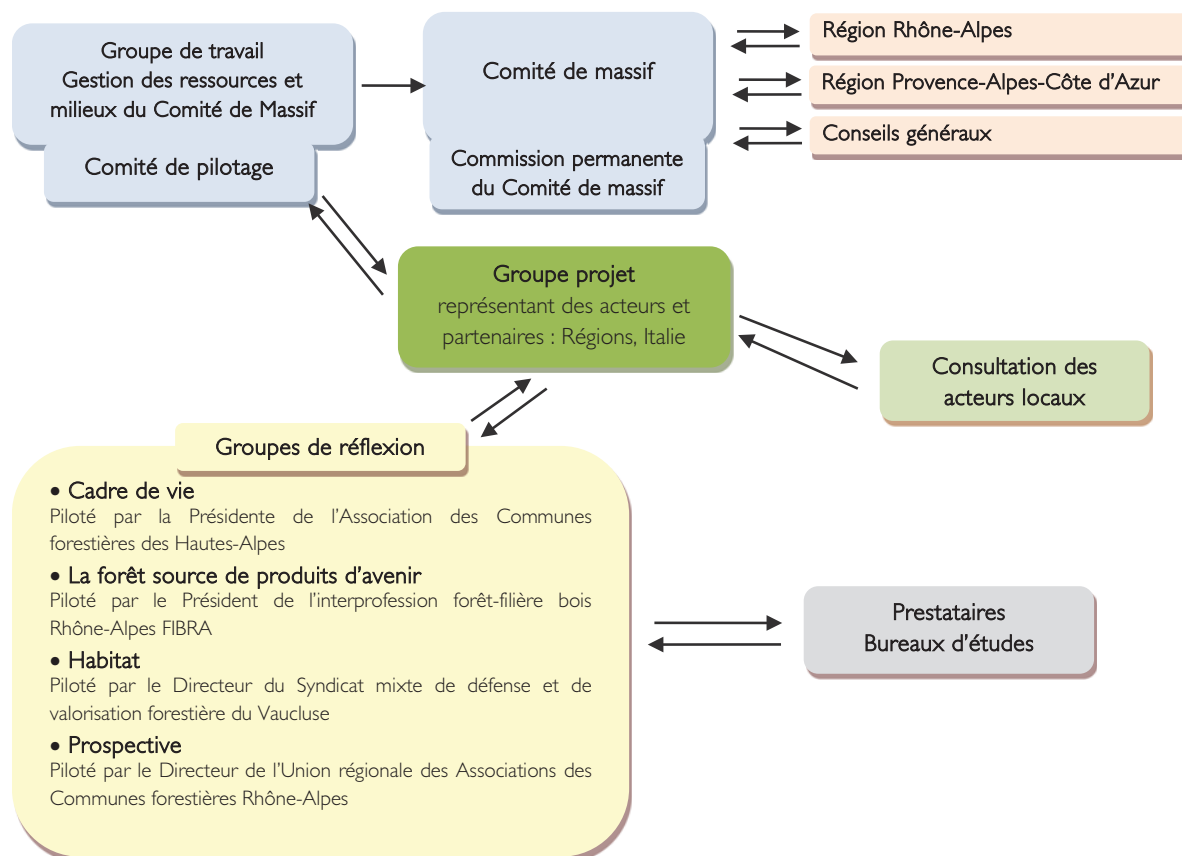 Groupe de travail
Gestion des ressources et
milieux du Comité de Massif
Comité de pilotage
Comité de massif
Commission permanente
du Comité de massif
Région Rhône-Alpes
Région Provence-Alpes-Côte d'Azur
Conseils généraux
Groupe projet
représentant des acteurs et
partenaires : Régions, Italie
Consultation des
acteurs locaux
Groupes de réflexion
• Cadre de vie
Piloté par la Présidente de l'Association des Communes
forestières des Hautes-Alpes
• La forêt source de produits d'avenir
Piloté par le Président de l'interprofession forêt-filière bois
Rhône-Alpes FIBRA
• Habitat
Piloté par le Directeur du Syndicat mixte de défense et de
valorisation forestière du Vaucluse
• Prospective
Piloté par le Directeur de l'Union régionale des Associations des
Communes forestières Rhône-Alpes
Prestataires
Bureaux d'études